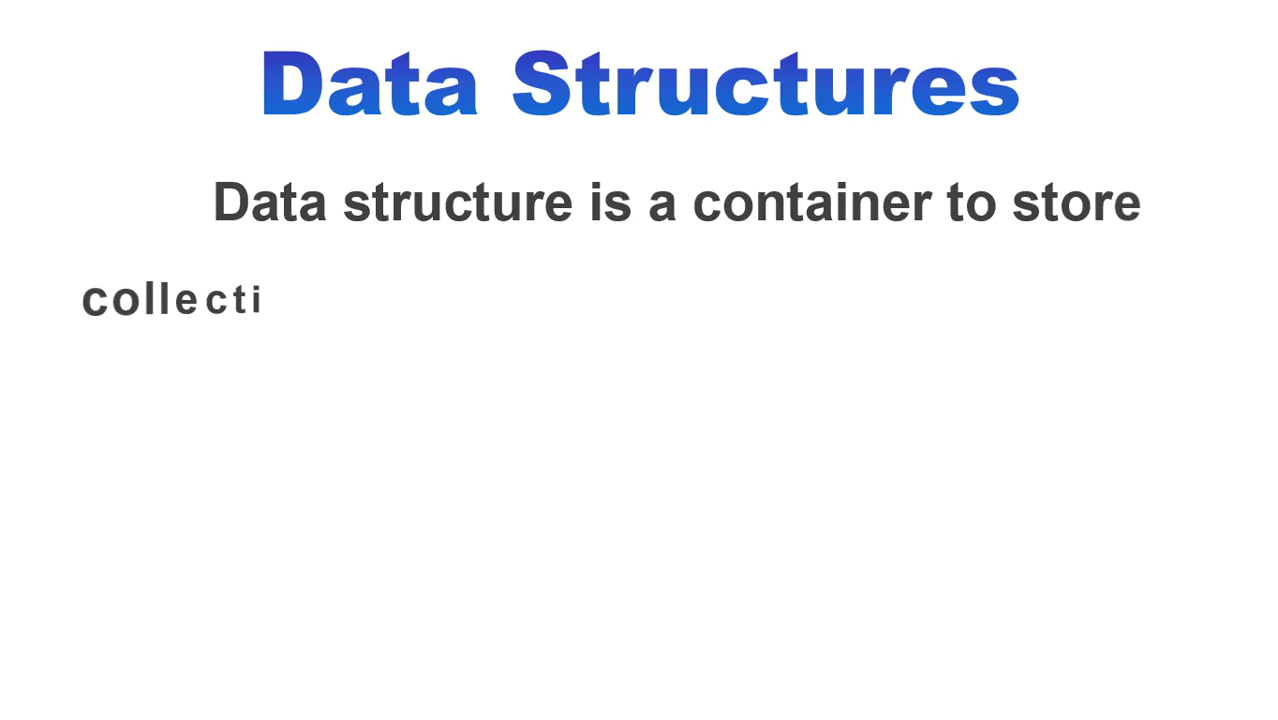 Data Structures
Data structure is a container to store
collecti